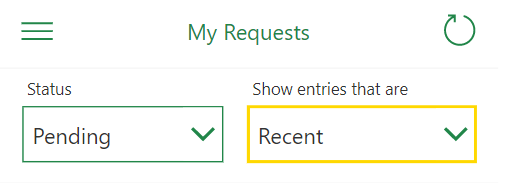 My Requests
Status
Show entries that are
Pending
Recent